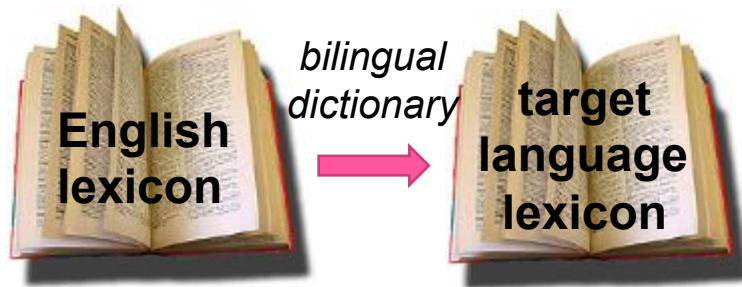 English
lexicon
bilingual
dictionary
target
language
lexicon